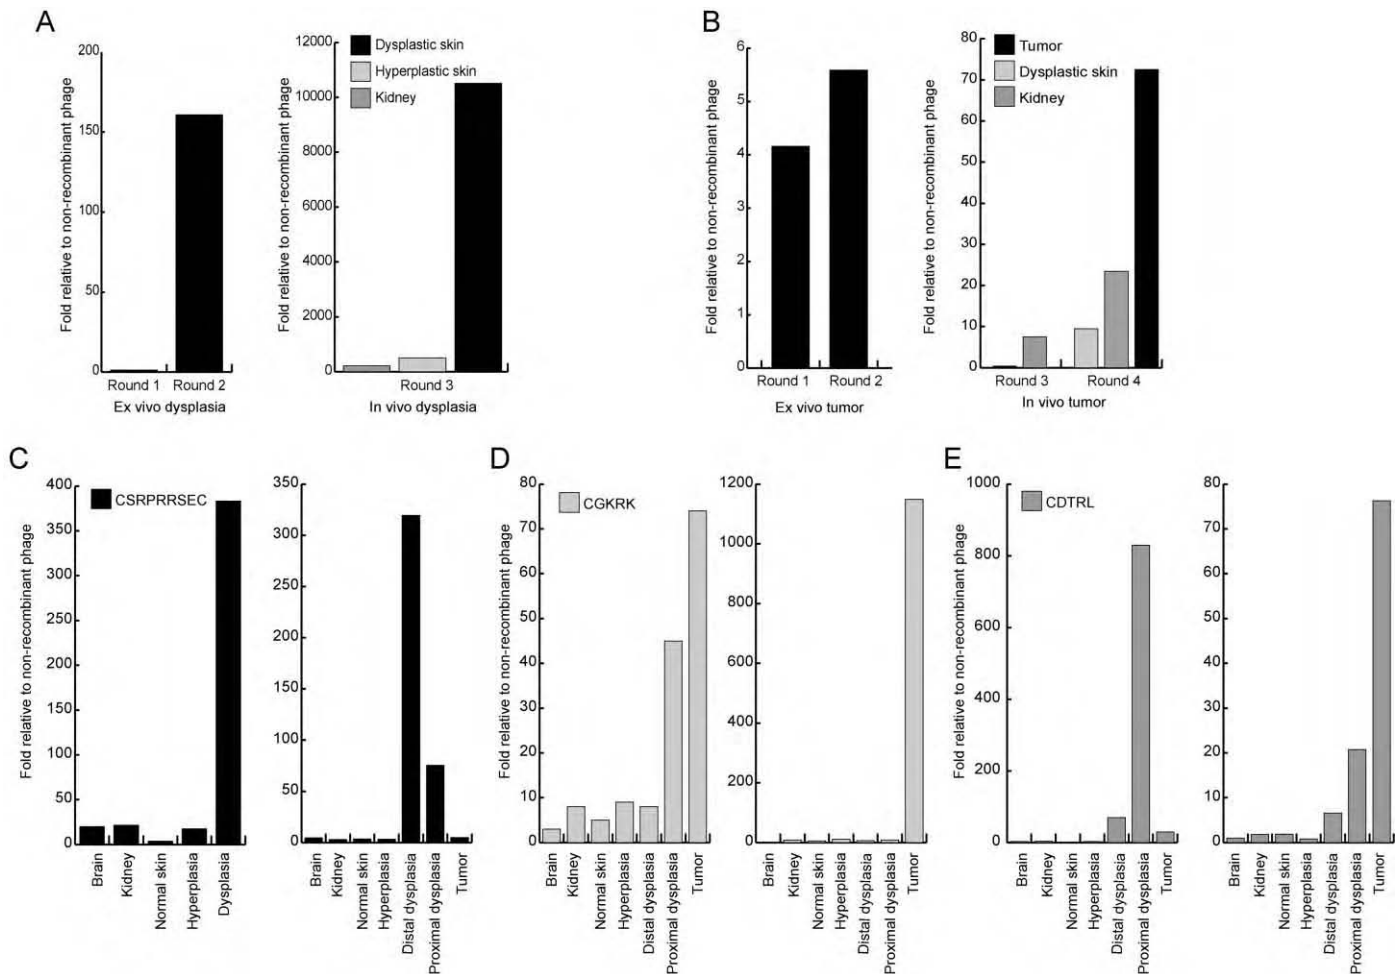 A
Fold relative to non-recombinant phage
200
150
100
50
0
Round 1 Round 2
Ex vivo dysplasia
Fold relative to non-recombinant phage
12000
10000
8000
6000
4000
2000
0
Dysplastic skin
Hyperplastic skin
Kidney
Round 3
In vivo dysplasia
B
Fold relative to non-recombinant phage
6
5
4
3
2
1
0
Round 1 Round 2
Ex vivo tumor
Fold relative to non-recombinant phage
80
70
60
50
40
30
20
10
0
Tumor
Dysplastic skin
Kidney
Round 3 Round 4
In vivo tumor
C
Fold relative to non-recombinant phage
400
350
300
250
200
150
100
50
0
CSRPRRSEC
Brain
Kidney
Normal skin
Hyperplasia
Dysplasia
350
300
250
200
150
100
50
0
Brain
Kidney
Normal skin
Hyperplasia
Distal dysplasia
Proximal dysplasia
Tumor
D
Fold relative to non-recombinant phage
80
70
60
50
40
30
20
10
0
CGKRK
Brain
Kidney
Normal skin
Hyperplasia
Distal dysplasia
Proximal dysplasia
Tumor
1200
1000
800
600
400
200
0
Brain
Kidney
Normal skin
Hyperplasia
Distal dysplasia
Proximal dysplasia
Tumor
E
Fold relative to non-recombinant phage
1000
800
600
400
200
0
CDTRL
Brain
Kidney
Normal skin
Hyperplasia
Distal dysplasia
Proximal dysplasia
Tumor
80
70
60
50
40
30
20
10
0
Brain
Kidney
Normal skin
Hyperplasia
Distal dysplasia
Proximal dysplasia
Tumor